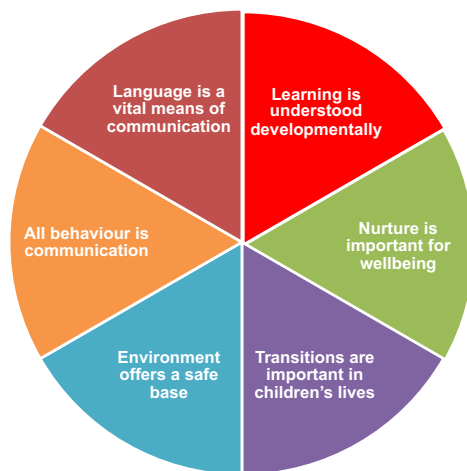 Language is a
vital means of
communication
Learning is
understood
developmentally
All behaviour is
communication
Nurture is
important for
wellbeing
Environment
offers a safe
base
Transitions are
important in
children’s lives